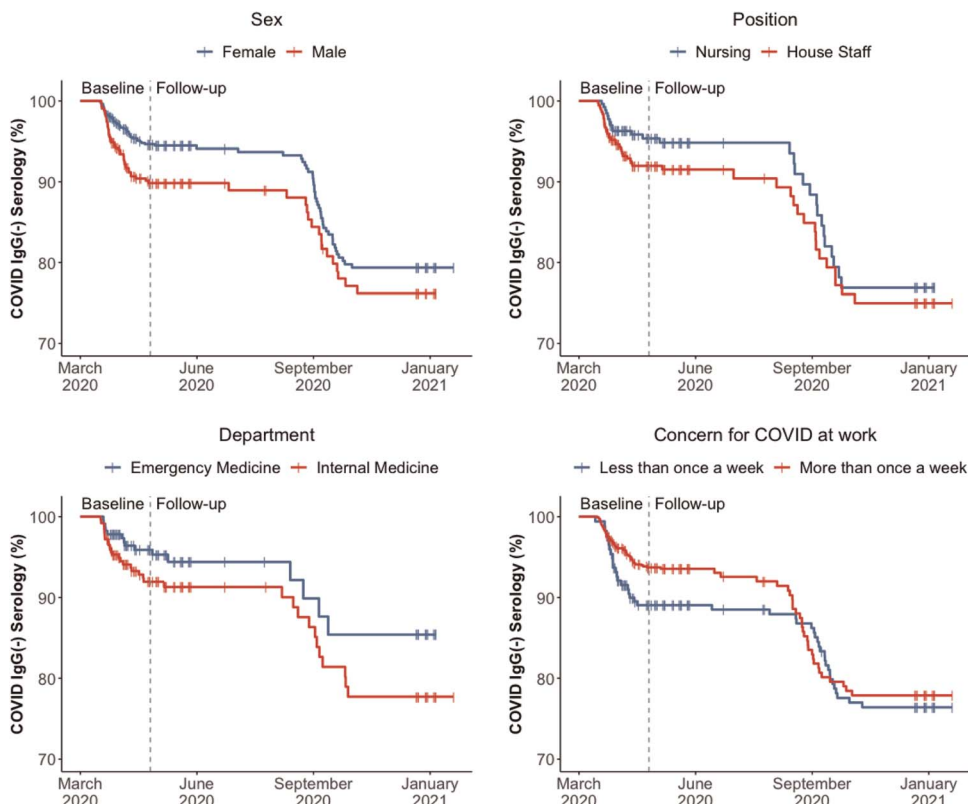 Sex
Female Male
COVID IgG(-) Serology (%)
Baseline Follow-up
100
90
80
70
March 2020
June 2020
September 2020
January 2021
Position
Nursing House Staff
COVID IgG(-) Serology (%)
Baseline Follow-up
100
90
80
70
March 2020
June 2020
September 2020
January 2021
Department
Emergency Medicine Internal Medicine
COVID IgG(-) Serology (%)
Baseline Follow-up
100
90
80
70
March 2020
June 2020
September 2020
January 2021
Concern for COVID at work
Less than once a week More than once a week
COVID IgG(-) Serology (%)
Baseline Follow-up
100
90
80
70
March 2020
June 2020
September 2020
January 2021